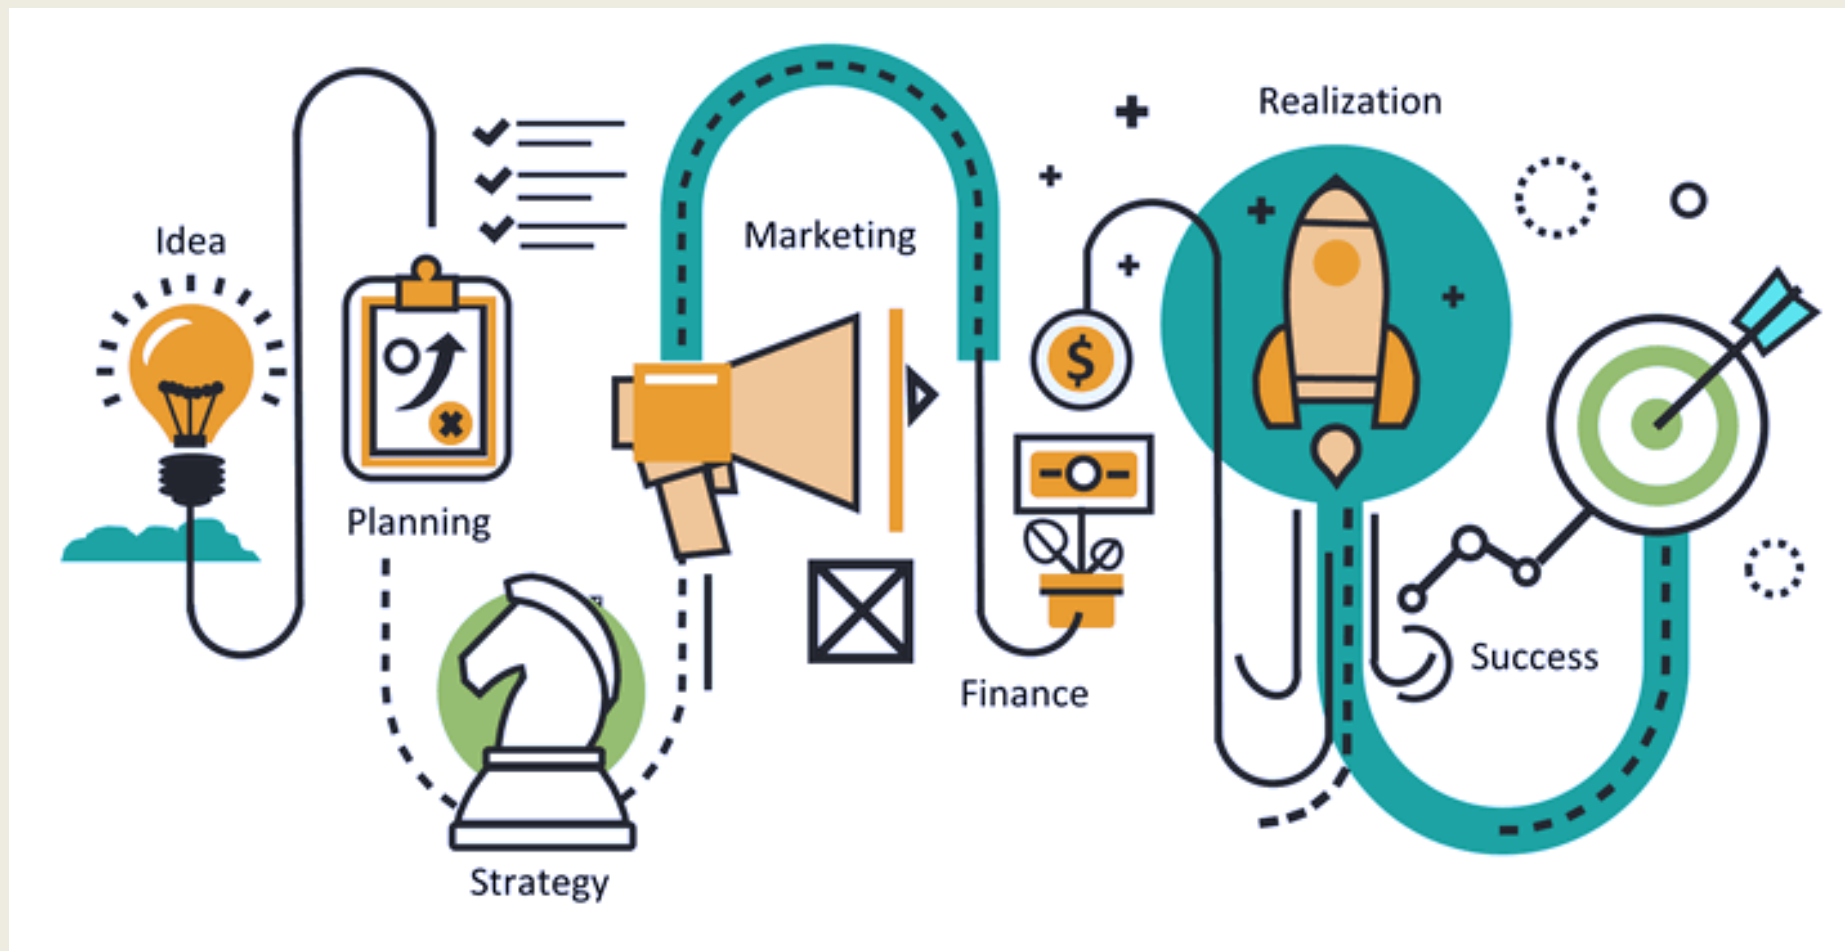 Idea
Planning
Strategy
Marketing
Finance
$
Realization
Success